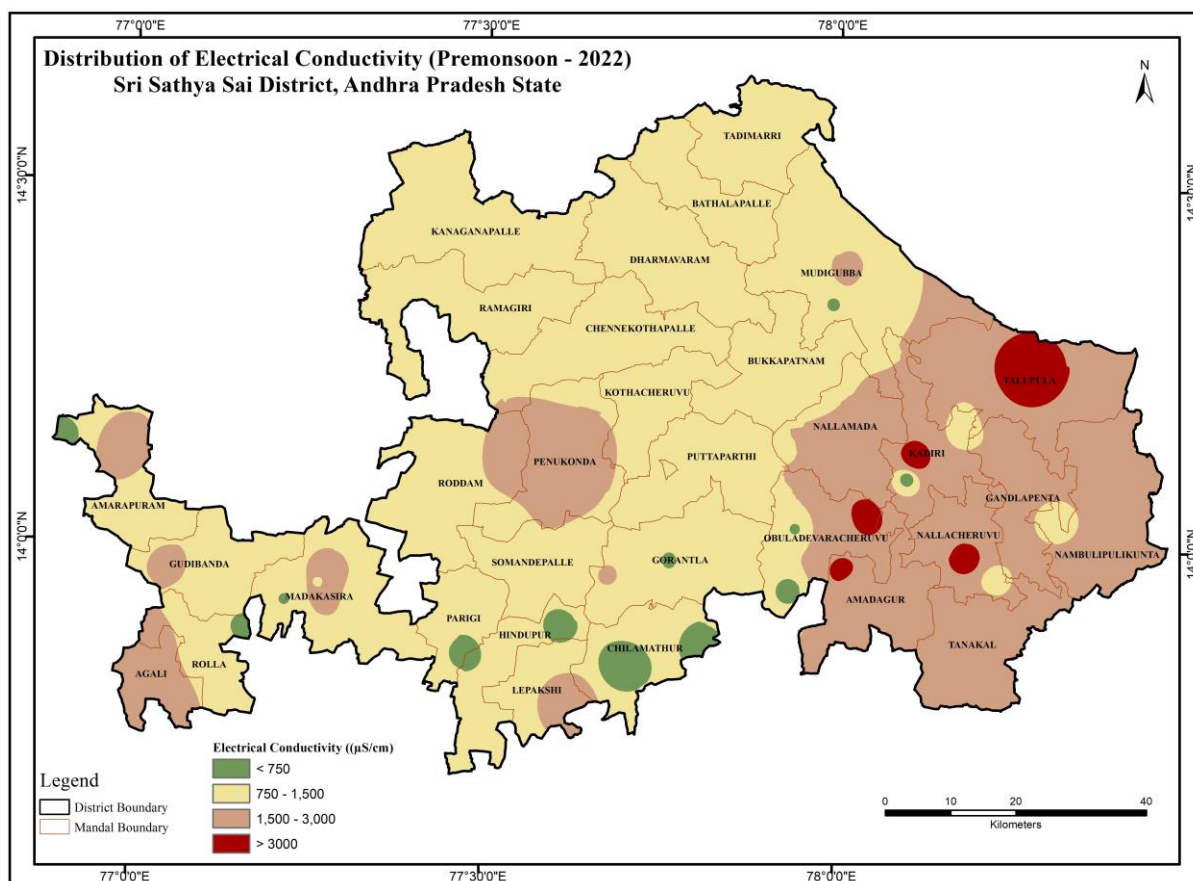 77°0'0"E
77°30'0"E
78°0'0"E
Distribution of Electrical Conductivity (Premonsoon - 2022)
Sri Sathya Sai District, Andhra Pradesh State
N
14°30'0"N
14°30'0"N
TADIMARRI
BATHALAPALLE
KANAGANAPALLE
DHARMAVARAM
MUDIGUBBA
RAMAGIRI
CHENNEKOTHAPALLE
BUKKAPATNAM
TALUPULA
KOTHACHERUVU
NALLAMADA
KADIRI
PENUKONDA
PUTTAPARTHI
RODDAM
GANDLAPENTA
AMARAPURAM
14°0'0"N
OBULADEVARACHERUVU
NALLACHERUVU
NAMBULIPULIKUNTA
14°0'0"N
GUDIBANDA
SOMANDEPALLE
GORANTLA
MADAKASIRA
AMADAGUR
PARIGI
HINDUPUR
CHILAMATHUR
TANAKAL
AGALI
ROLLA
LEPAKSHI
Electrical Conductivity ((µS/cm)
< 750
750 - 1,500
1,500 - 3,000
> 3000
Legend
District Boundary
Mandal Boundary
0 10 20 40
Kilometers
77°0'0"E
77°30'0"E
78°0'0"E